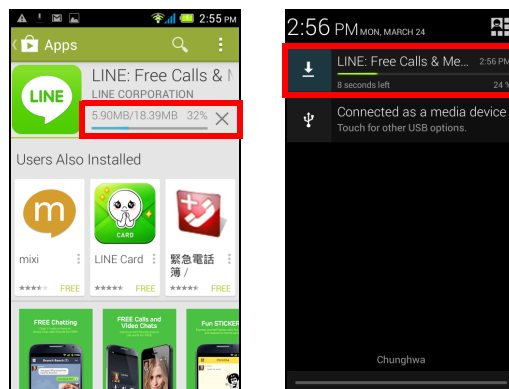 2:55 PM
Apps
LINE
LINE: Free Calls & M
LINE CORPORATION
5.90MB/18.39MB 32%
Users Also Installed
m
CARD
mixi
LINE Card
緊急電話
簿 /
FREE
FREE
FREE
FREE Chatting
FREE Calls and
Video Chats
Fun STICKER
2:56 PM MON, MARCH 24
LINE: Free Calls & Me... 2:56 PM
8 seconds left 24 %
Connected as a media device
Touch for other USB options.
Chunghwa